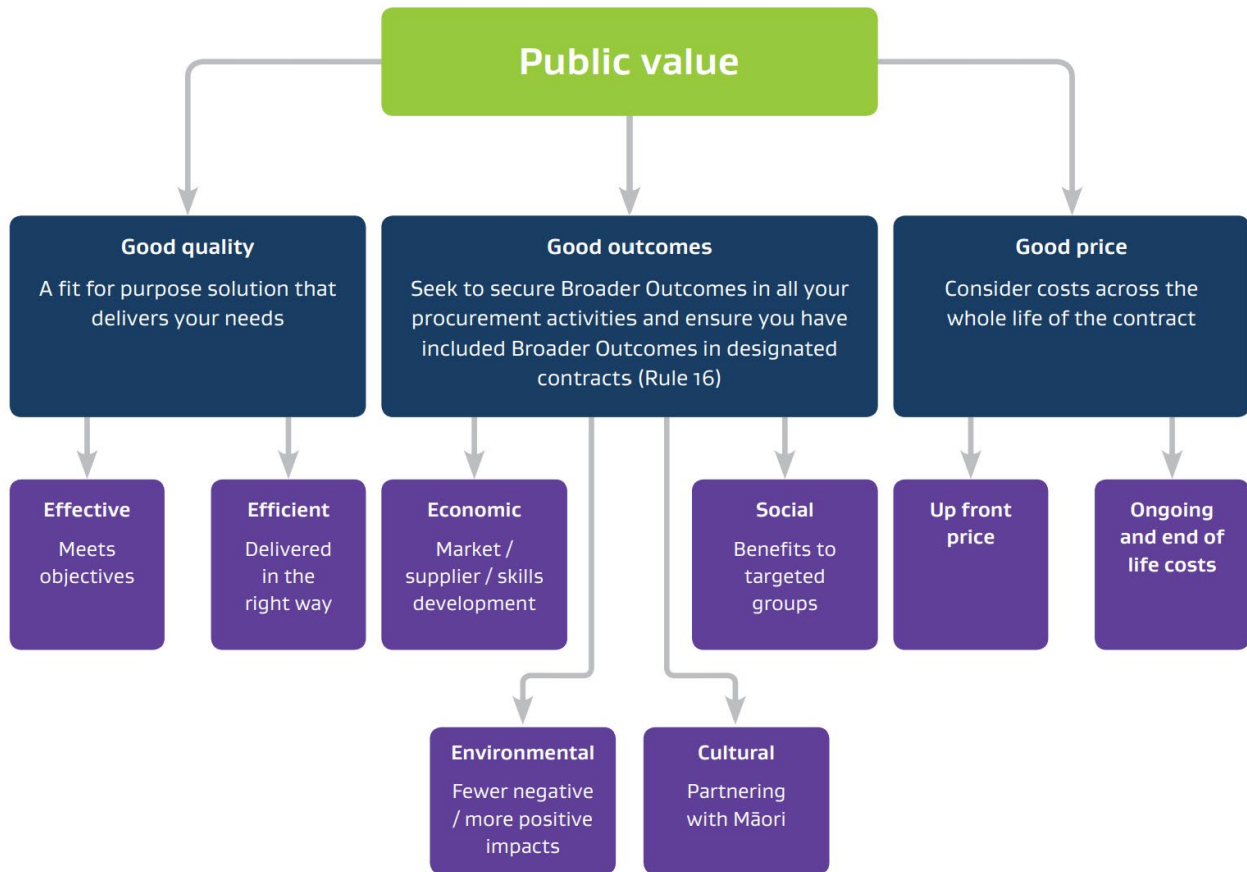 Public value
Good quality
A fit for purpose solution that
delivers your needs
Good outcomes
Seek to secure Broader Outcomes in all your
procurement activities and ensure you have
included Broader Outcomes in designated
contracts (Rule 16)
Good price
Consider costs across the
whole life of the contract
Effective
Meets
objectives
Efficient
Delivered
in the
right way
Economic
Market /
supplier / skills
development
Social
Benefits to
targeted
groups
Up front
price
Ongoing
and end of
life costs
Environmental
Fewer negative
/ more positive
impacts
Cultural
Partnering
with Māori